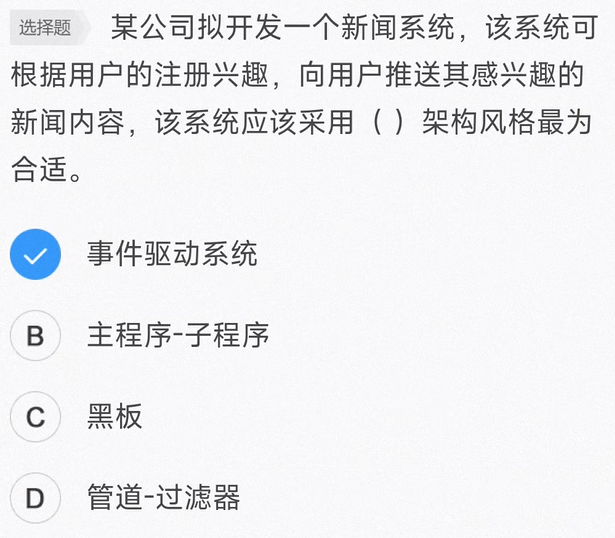 选择题 某公司拟开发一个新闻系统，该系统可
根据用户的注册兴趣，向用户推送其感兴趣的
新闻内容，该系统应该采用（ ）架构风格最为
合适。
事件驱动系统
B 主程序-子程序
C 黑板
D 管道-过滤器